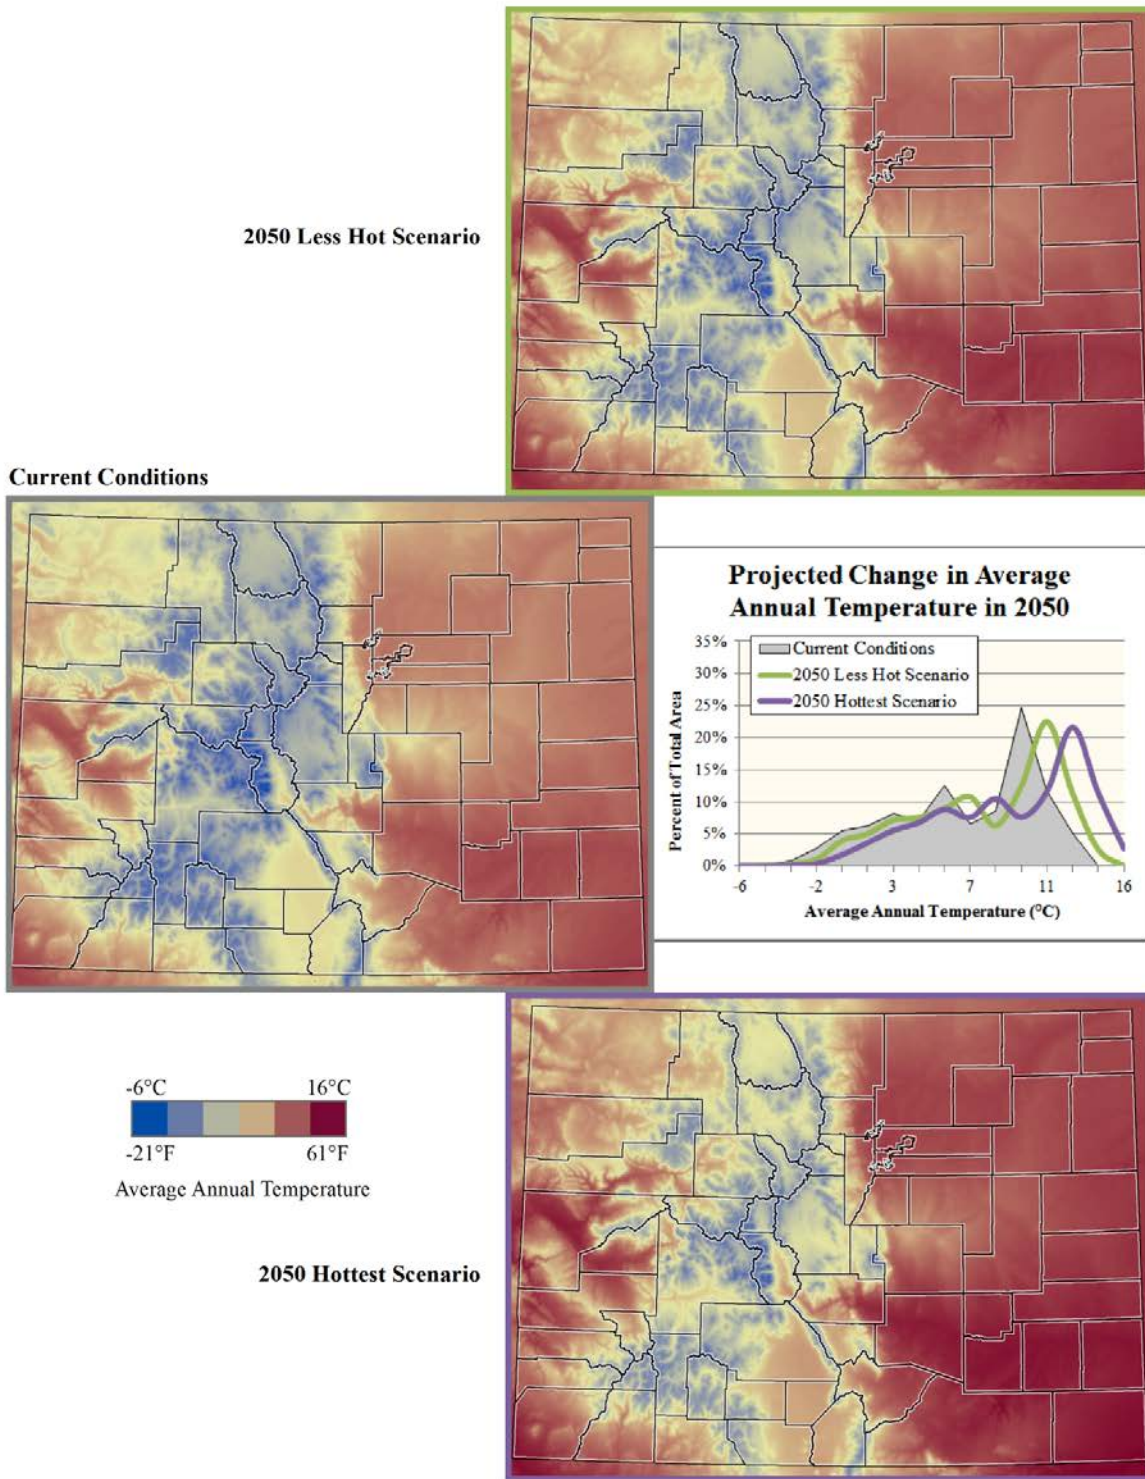 2050 Less Hot Scenario
Current Conditions
Projected Change in Average
Annual Temperature in 2050
35%
30%
25%
20%
15%
10%
5%
0%
Percent of Total Area
Current Conditions
2050 Less Hot Scenario
2050 Hottest Scenario
-6 -2 3 7 11 16
Average Annual Temperature (°C)
-6°C 16°C
-21°F 61°F
Average Annual Temperature
2050 Hottest Scenario